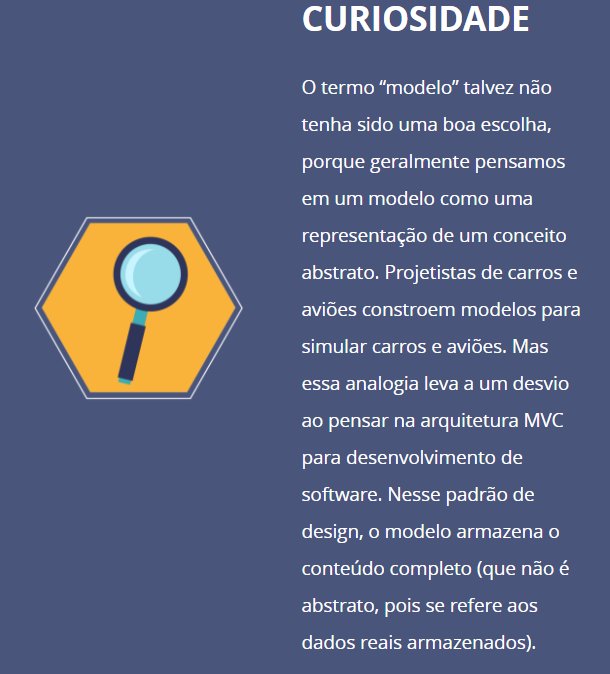 CURIOSIDADE
O termo “modelo” talvez não
tenha sido uma boa escolha,
porque geralmente pensamos
em um modelo como uma
representação de um conceito
abstrato. Projetistas de carros e
aviões constroem modelos para
simular carros e aviões. Mas
essa analogia leva a um desvio
ao pensar na arquitetura MVC
para desenvolvimento de
software. Nesse padrão de
design, o modelo armazena o
conteúdo completo (que não é
abstrato, pois se refere aos
dados reais armazenados).